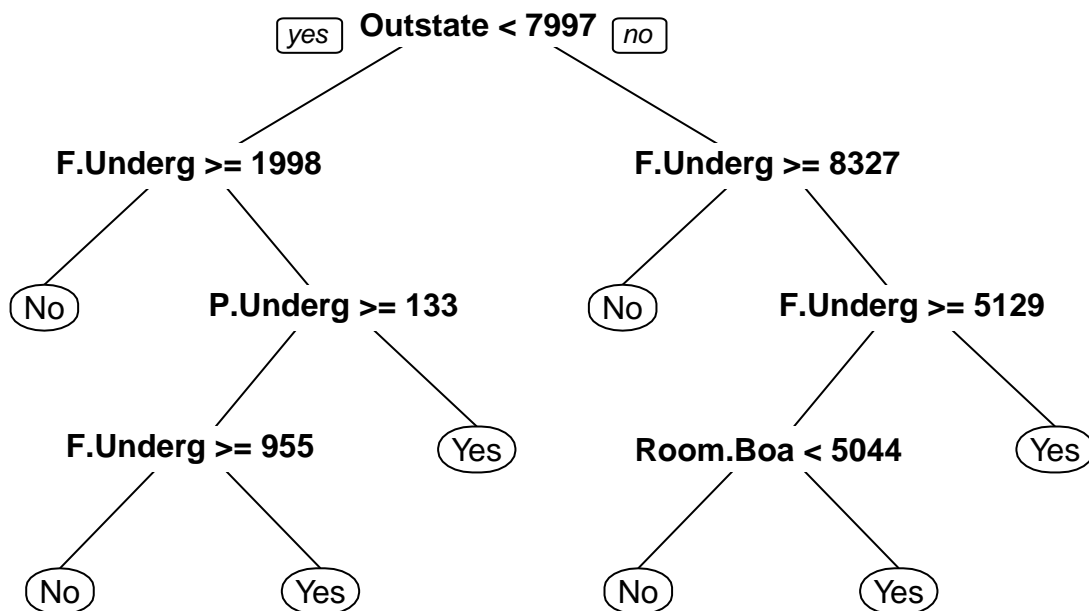 yes Outstate < 7997 no
F.Underg >= 1998 F.Underg >= 8327
No P.Underg >= 133 No F.Underg >= 5129
F.Underg >= 955 Yes Room.Boa < 5044 Yes
No Yes No Yes